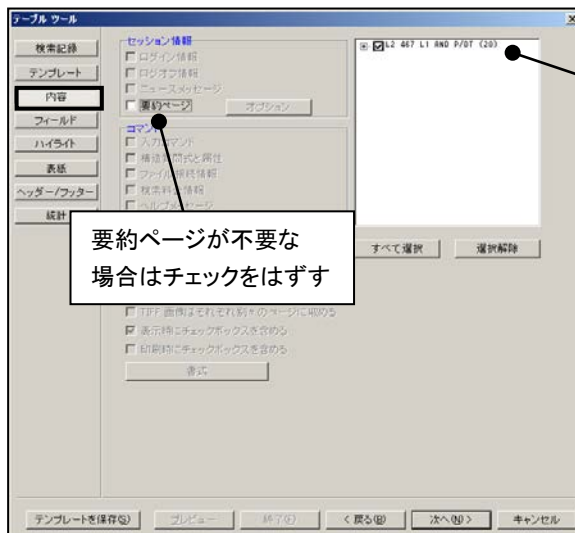 テーブル ツール
検索記録
テンプレート
内容
フィールド
ハイライト
表紙
ヘッダー/フッター
統計
セッション情報
ログイン情報
ログオフ情報
ニュースメッセージ
要約ページ
オプション
コマンド
入力コマンド
構造質問式と属性
ファイル接続情報
検索料金情報
ヘルプメッセージ
L2 467 L1 AND P/DT (20)
すべて選択
選択解除
要約ページが不要な
場合はチェックをはずす
TIFF 画像はそれぞれ別々のページに収める
表示時にチェックボックスを含める
印刷時にチェックボックスを含める
書式
テンプレートを保存(S)
プレビュー
終了(F)
< 戻る(B)
次へ(N) >
キャンセル